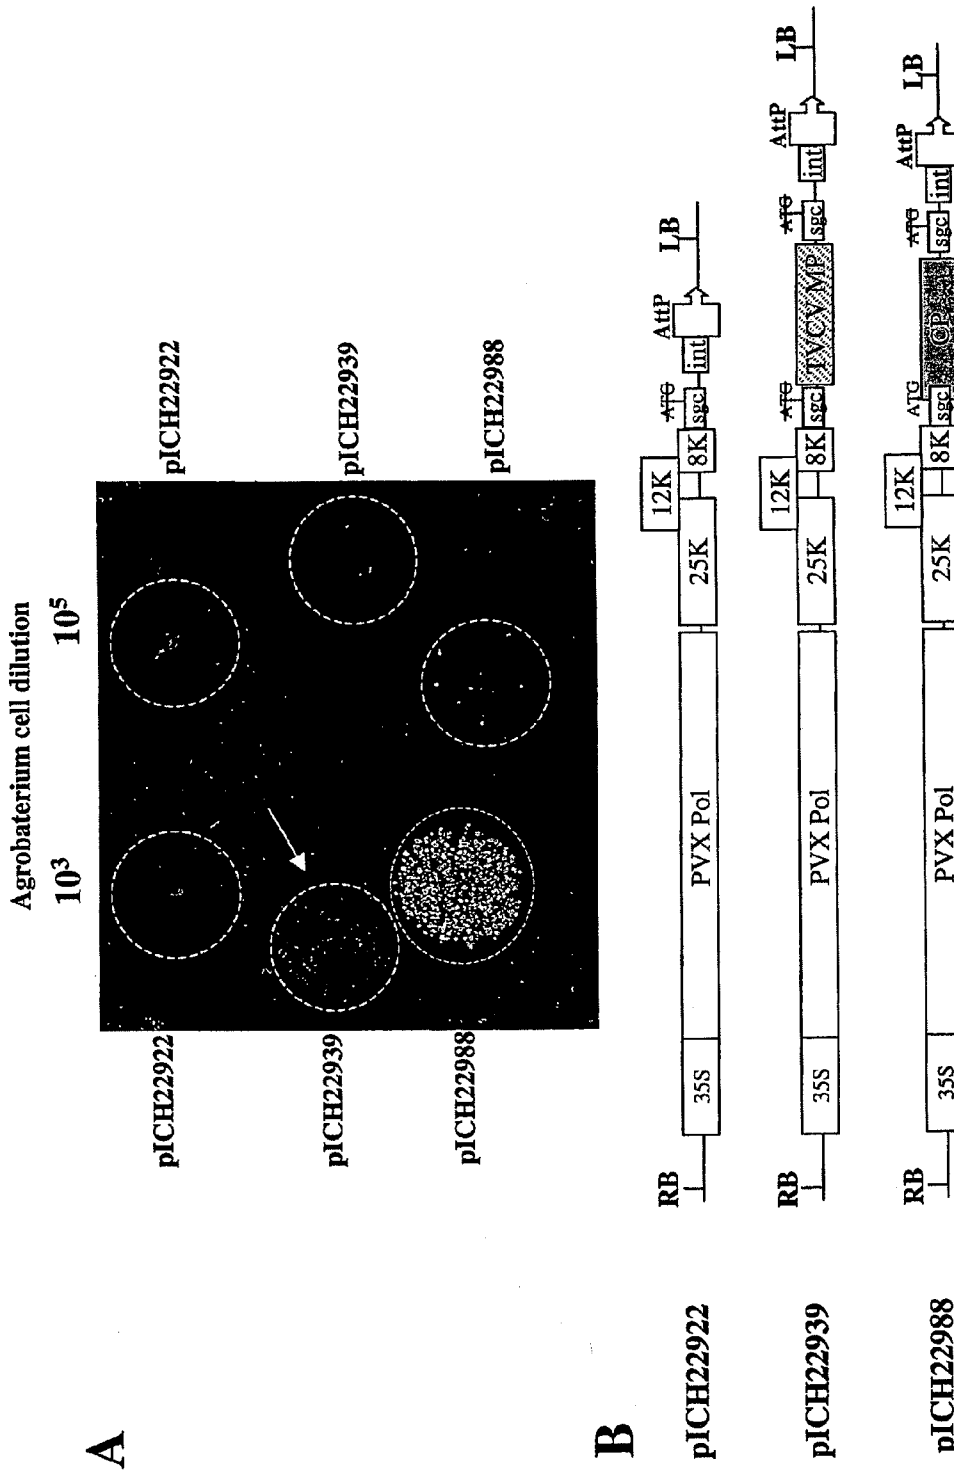 A
Agrobaterium cell dilution
10³ 10⁵
pICH22922 pICH22922
pICH22939 pICH22939
pICH22988 pICH22988
B
pICH22922
RB 35S PVX Pol 25K 12K 8K sgc ATG int AttP LB
pICH22939
RB 35S PVX Pol 25K 12K 8K sgc ATG TVCV MP sgc ATG int AttP LB
pICH22988
RB 35S PVX Pol 25K 12K 8K sgc ATG CP sgc ATG int AttP LB